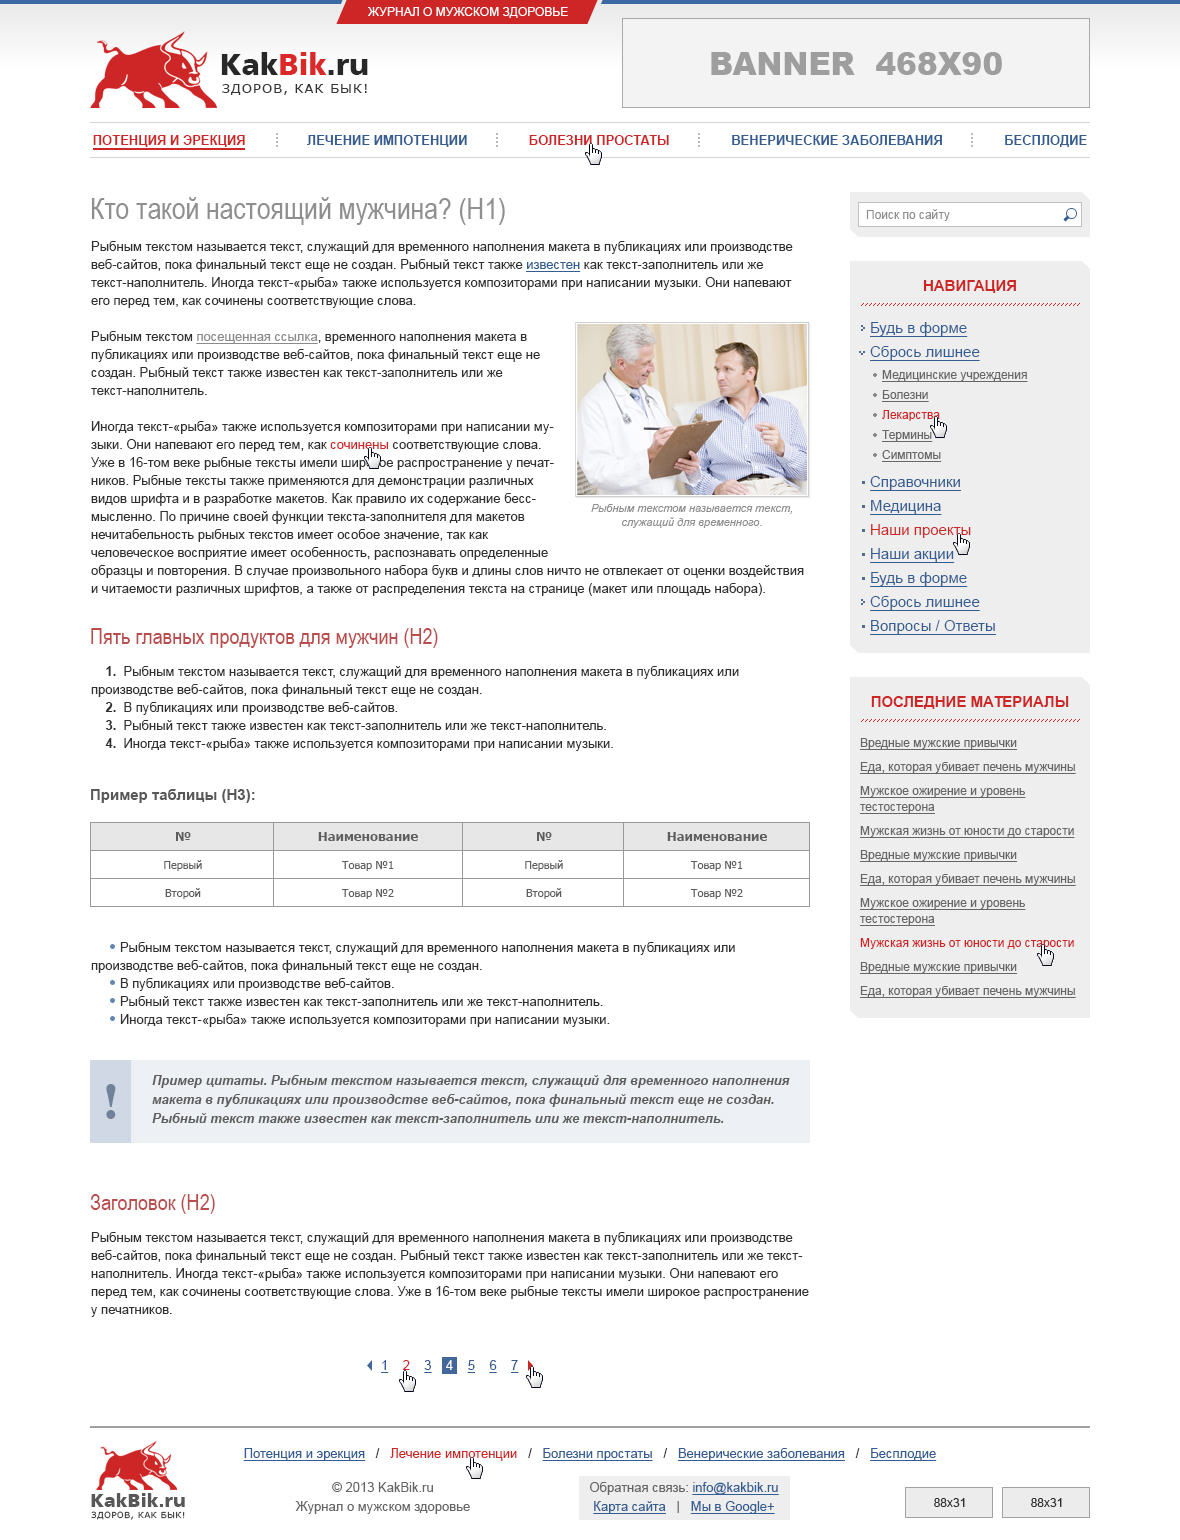 ЖУРНАЛ О МУЖСКОМ ЗДОРОВЬЕ
KakBik.ru
ЗДОРОВ, КАК БЫК!
BANNER 468X90
ПОТЕНЦИЯ И ЭРЕКЦИЯ
ЛЕЧЕНИЕ ИМПОТЕНЦИИ
БОЛЕЗНИ ПРОСТАТЫ
ВЕНЕРИЧЕСКИЕ ЗАБОЛЕВАНИЯ
БЕСПЛОДИЕ
Кто такой настоящий мужчина? (H1)
Рыбным текстом называется текст, служащий для временного наполнения макета в публикациях или производстве
веб-сайтов, пока финальный текст еще не создан. Рыбный текст также известен как текст-заполнитель или же
текст-наполнитель. Иногда текст-«рыба» также используется композиторами при написании музыки. Они напевают
его перед тем, как сочинены соответствующие слова.
Рыбным текстом посещенная ссылка, временного наполнения макета в
публикациях или производстве веб-сайтов, пока финальный текст еще не
создан. Рыбный текст также известен как текст-заполнитель или же
текст-наполнитель.
Иногда текст-«рыба» также используется композиторами при написании му-
зыки. Они напевают его перед тем, как сочинены соответствующие слова.
Уже в 16-том веке рыбные тексты имели широкое распространение у печат-
ников. Рыбные тексты также применяются для демонстрации различных
видов шрифта и в разработке макетов. Как правило их содержание бесс-
мысленно. По причине своей функции текста-заполнителя для макетов
нечитабельность рыбных текстов имеет особое значение, так как
человеческое восприятие имеет особенность, распознавать определенные
образцы и повторения. В случае произвольного набора букв и длины слов ничто не отвлекает от оценки воздействия
и читаемости различных шрифтов, а также от распределения текста на странице (макет или площадь набора).
Рыбным текстом называется текст,
служащий для временного.
Пять главных продуктов для мужчин (H2)
1. Рыбным текстом называется текст, служащий для временного наполнения макета в публикациях или
производстве веб-сайтов, пока финальный текст еще не создан.
2. В публикациях или производстве веб-сайтов.
3. Рыбный текст также известен как текст-заполнитель или же текст-наполнитель.
4. Иногда текст-«рыба» также используется композиторами при написании музыки.
Пример таблицы (H3):
№ Наименование № Наименование
Первый Товар №1 Первый Товар №1
Второй Товар №2 Второй Товар №2
• Рыбным текстом называется текст, служащий для временного наполнения макета в публикациях или
производстве веб-сайтов, пока финальный текст еще не создан.
• В публикациях или производстве веб-сайтов.
• Рыбный текст также известен как текст-заполнитель или же текст-наполнитель.
• Иногда текст-«рыба» также используется композиторами при написании музыки.
!
Пример цитаты. Рыбным текстом называется текст, служащий для временного наполнения
макета в публикациях или производстве веб-сайтов, пока финальный текст еще не создан.
Рыбный текст также известен как текст-заполнитель или же текст-наполнитель.
Заголовок (H2)
Рыбным текстом называется текст, служащий для временного наполнения макета в публикациях или производстве
веб-сайтов, пока финальный текст еще не создан. Рыбный текст также известен как текст-заполнитель или же текст-
наполнитель. Иногда текст-«рыба» также используется композиторами при написании музыки. Они напевают его
перед тем, как сочинены соответствующие слова. Уже в 16-том веке рыбные тексты имели широкое распространение
у печатников.
1 2 3 4 5 6 7
Поиск по сайту
НАВИГАЦИЯ
Будь в форме
Сбрось лишнее
Медицинские учреждения
Болезни
Лекарства
Термины
Симптомы
Справочники
Медицина
Наши проекты
Наши акции
Будь в форме
Сбрось лишнее
Вопросы / Ответы
ПОСЛЕДНИЕ МАТЕРИАЛЫ
Вредные мужские привычки
Еда, которая убивает печень мужчины
Мужское ожирение и уровень
тестостерона
Мужская жизнь от юности до старости
Вредные мужские привычки
Еда, которая убивает печень мужчины
Мужское ожирение и уровень
тестостерона
Мужская жизнь от юности до старости
Вредные мужские привычки
Еда, которая убивает печень мужчины
KakBik.ru
ЗДОРОВ, КАК БЫК!
Потенция и эрекция / Лечение импотенции / Болезни простаты / Венерические заболевания / Бесплодие
© 2013 KakBik.ru
Журнал о мужском здоровье
Обратная связь: info@kakbik.ru
Карта сайта | Мы в Google+
88x31
88x31